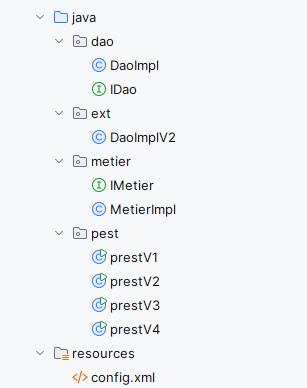 java
dao
DaoImpl
IDao
ext
DaoImplV2
metier
IMetier
MetierImpl
pest
prestV1
prestV2
prestV3
prestV4
resources
config.xml